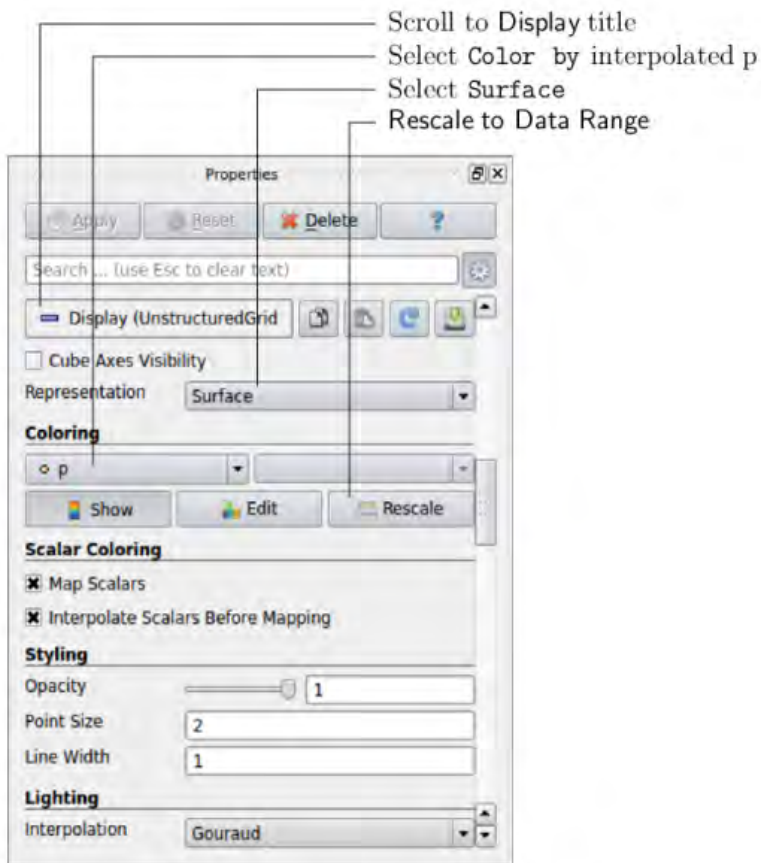 Scroll to Display title
Select Color by interpolated p
Select Surface
Rescale to Data Range
Properties
Apply Reset Delete ?
Search ... (use Esc to clear text)
Display (UnstructuredGrid
Cube Axes Visibility
Representation Surface
Coloring
p
Show Edit Rescale
Scalar Coloring
Map Scalars
Interpolate Scalars Before Mapping
Styling
Opacity 1
Point Size 2
Line Width 1
Lighting
Interpolation Gouraud